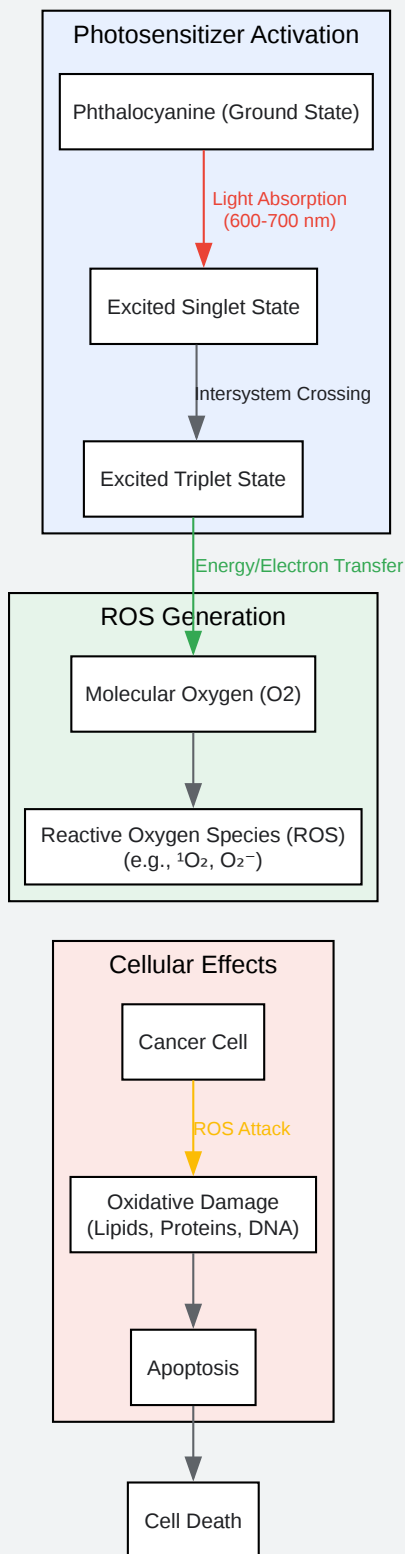 Photosensitizer Activation
Phthalocyanine (Ground State)
Light Absorption
(600-700 nm)
Excited Singlet State
Intersystem Crossing
Excited Triplet State
Energy/Electron Transfer
ROS Generation
Molecular Oxygen (O2)
Reactive Oxygen Species (ROS)
(e.g., ¹O₂, O₂⁻)
Cellular Effects
Cancer Cell
ROS Attack
Oxidative Damage
(Lipids, Proteins, DNA)
Apoptosis
Cell Death